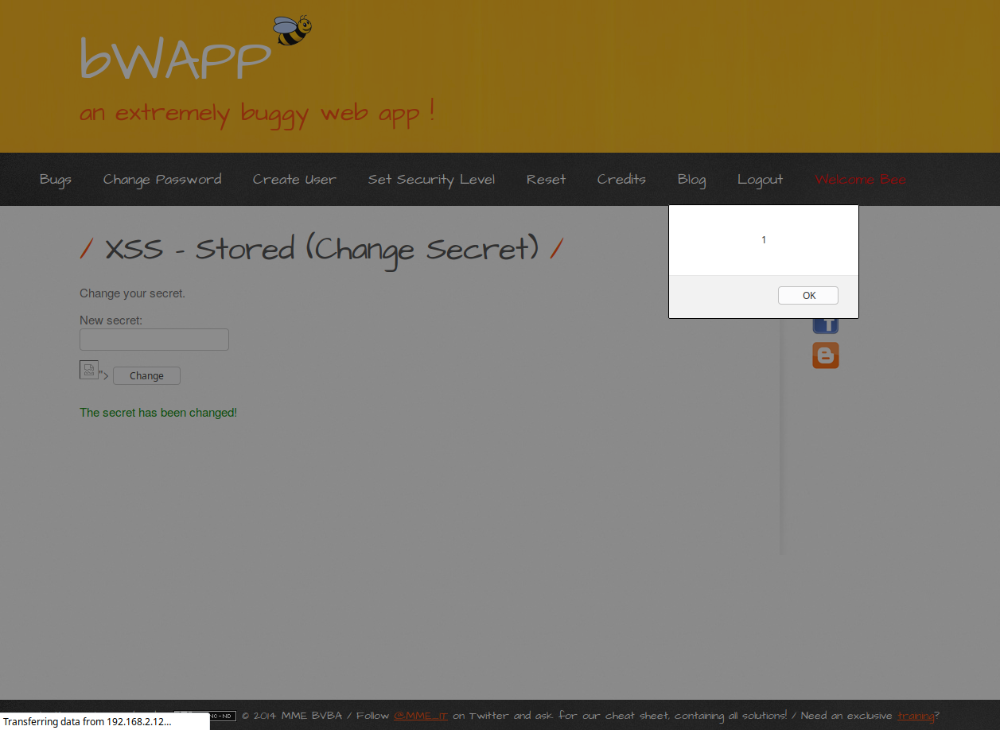 bWAPP
an extremely buggy web app !
Bugs Change Password Create User Set Security Level Reset Credits Blog Logout Welcome Bee
/ XSS - Stored (Change Secret) /
1
OK
Change your secret.
New secret:
"> Change
The secret has been changed!
NC-ND © 2014 MME BVBA / Follow @MME_IT on Twitter and ask for our cheat sheet, containing all solutions! / Need an exclusive training?
Transferring data from 192.168.2.12...